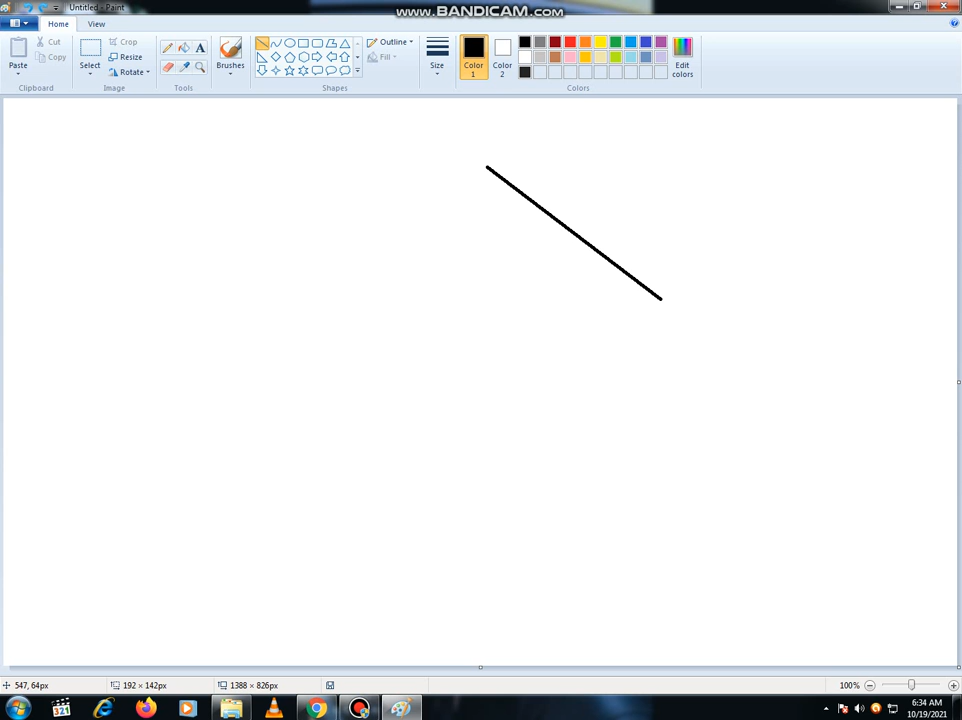 Untitled - Paint
www.BANDICAM.com
Home
View
Paste
Cut
Copy
Clipboard
Select
Crop
Resize
Rotate
Image
A
Tools
Brushes
Outline
Fill
Shapes
Size
Color
1
Color
2
Edit
colors
Colors
547, 64px
192 × 142px
1388 × 826px
100%
321
6:34 AM
10/19/2021